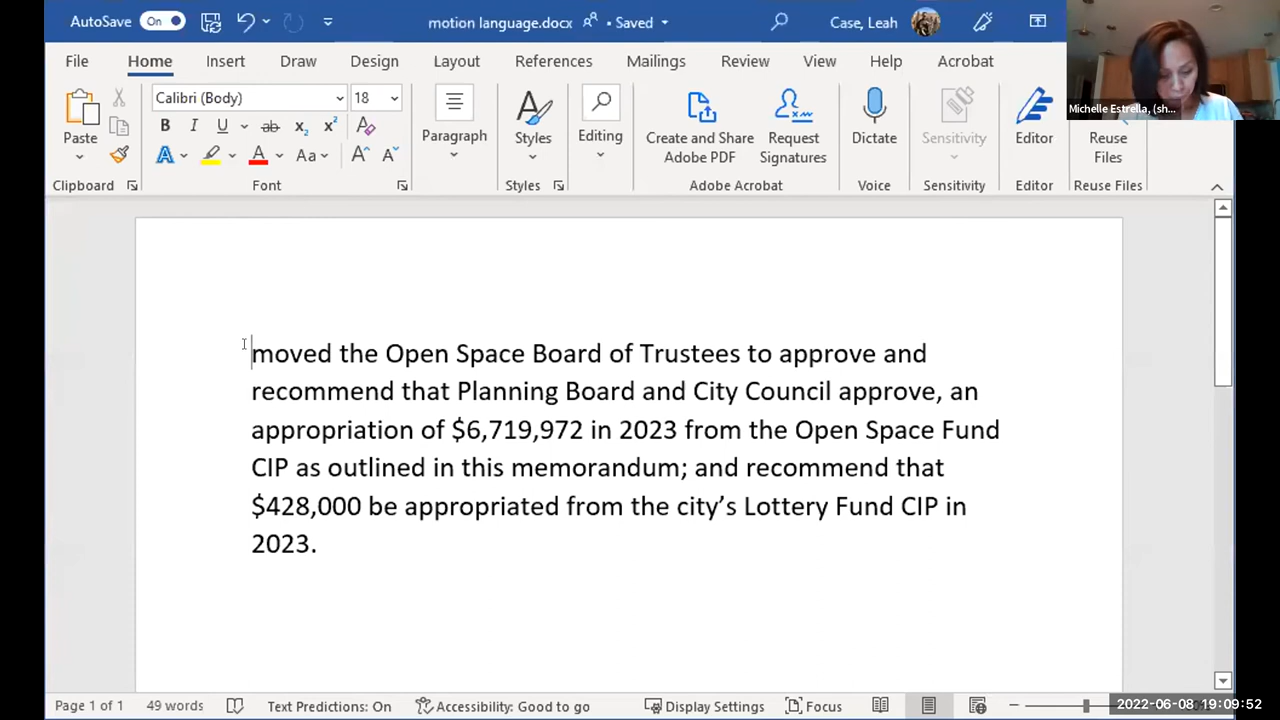 AutoSave On motion language.docx • Saved Case, Leah
File Home Insert Draw Design Layout References Mailings Review View Help Acrobat
Michelle Estrella, (sh...
Calibri (Body) 18
Paste
B I U ab x₂ x² A
A A Aa A A
Paragraph
Styles
Editing
Create and Share
Adobe PDF
Request
Signatures
Dictate
Sensitivity
Editor
Reuse
Files
Clipboard Font Styles Adobe Acrobat Voice Sensitivity Editor Reuse Files
moved the Open Space Board of Trustees to approve and
recommend that Planning Board and City Council approve, an
appropriation of $6,719,972 in 2023 from the Open Space Fund
CIP as outlined in this memorandum; and recommend that
$428,000 be appropriated from the city’s Lottery Fund CIP in
2023.
Page 1 of 1 49 words Text Predictions: On Accessibility: Good to go Display Settings Focus
2022-06-08 19:09:52